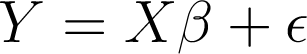 Y = Xβ + ϵ